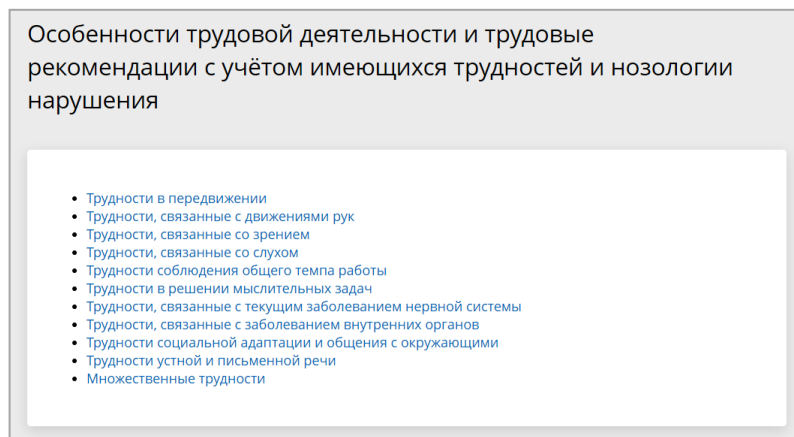 Особенности трудовой деятельности и трудовые
рекомендации с учётом имеющихся трудностей и нозологии
нарушения
Трудности в передвижении
Трудности, связанные с движениями рук
Трудности, связанные со зрением
Трудности, связанные со слухом
Трудности соблюдения общего темпа работы
Трудности в решении мыслительных задач
Трудности, связанные с текущим заболеванием нервной системы
Трудности, связанные с заболеванием внутренних органов
Трудности социальной адаптации и общения с окружающими
Трудности устной и письменной речи
Множественные трудности